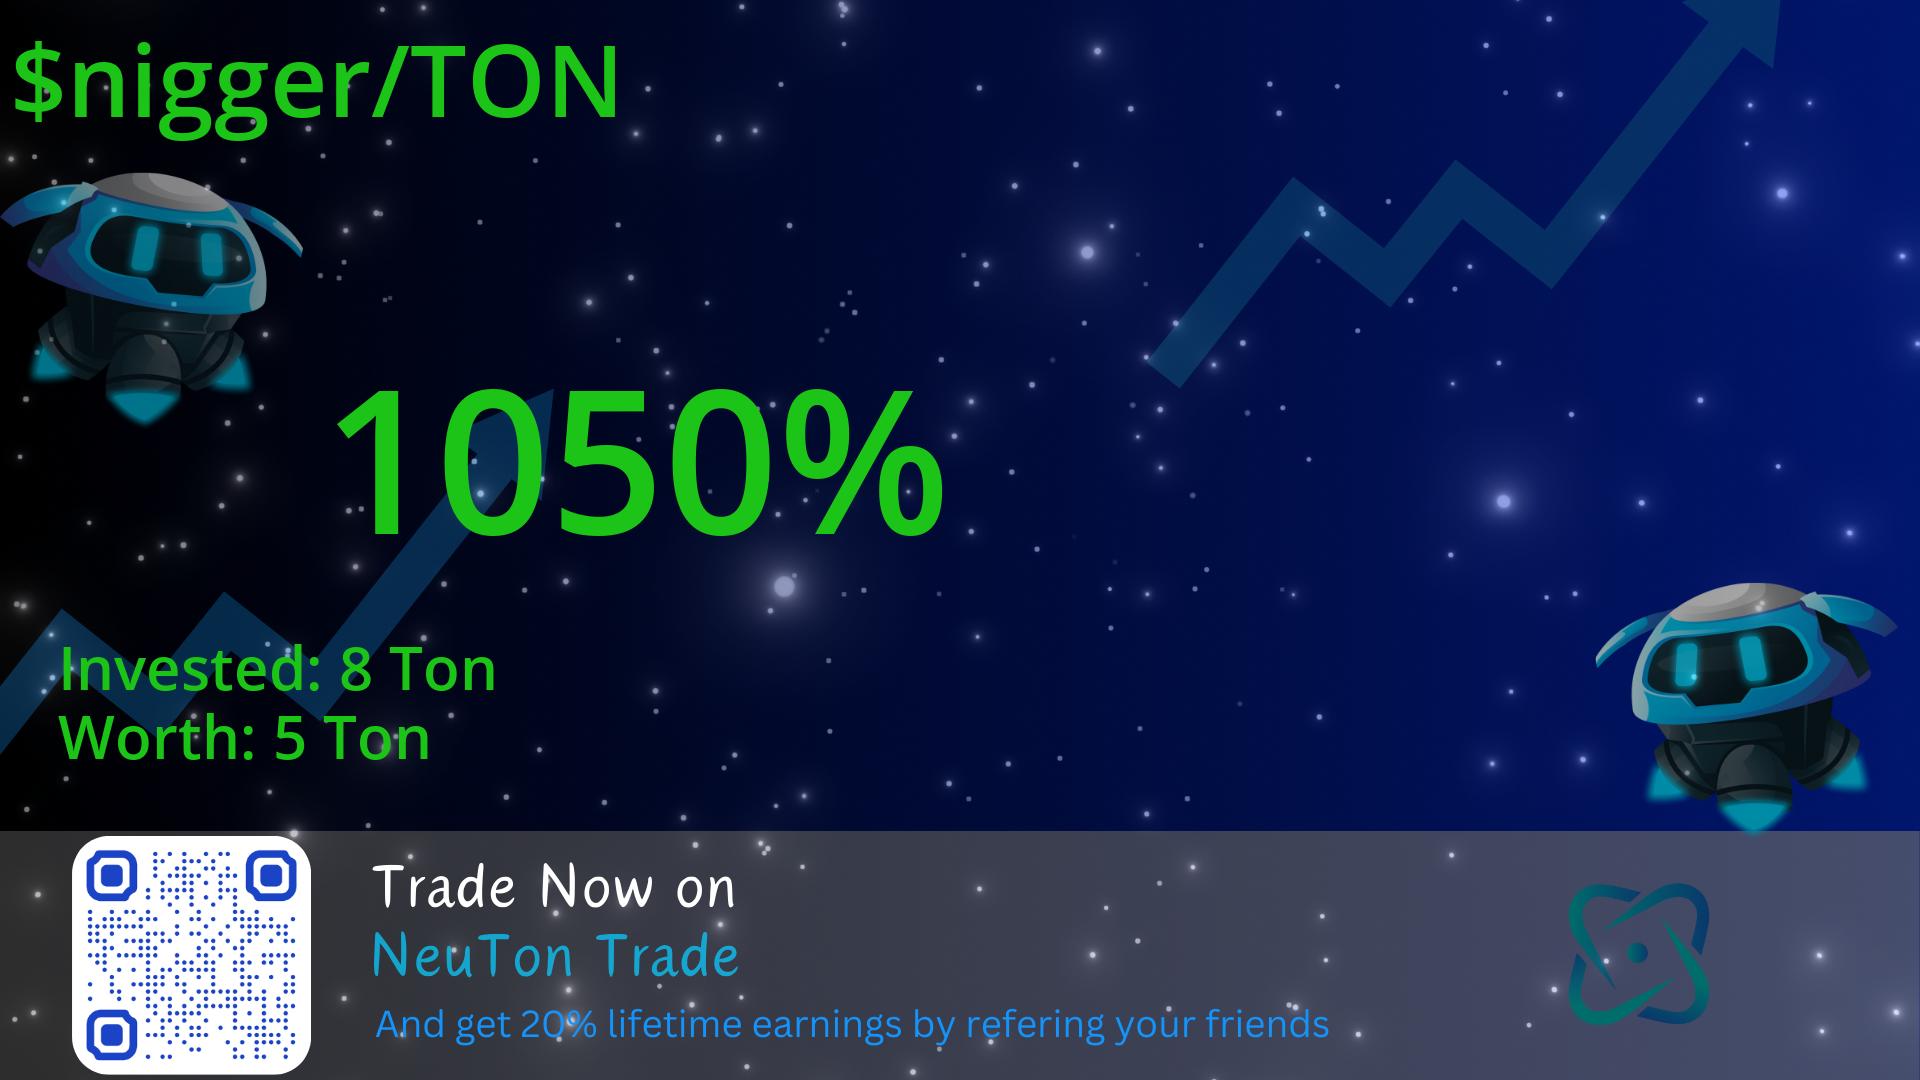 $nigger/TON
1050%
Invested: 8 Ton
Worth: 5 Ton
Trade Now on
NeuTon Trade
And get 20% lifetime earnings by refering your friends